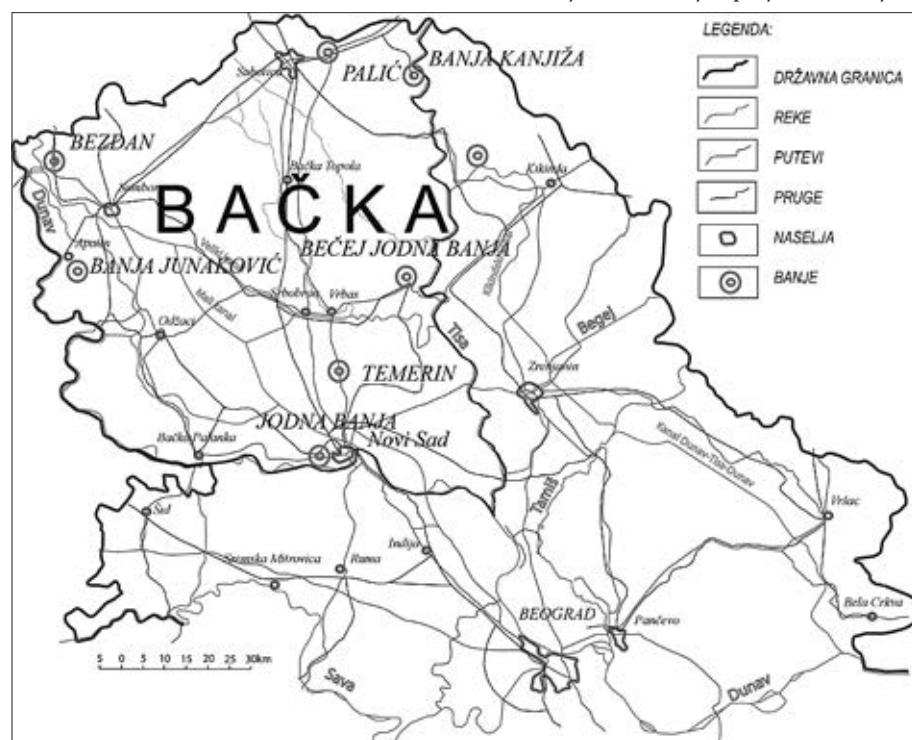 LEGENDA:
DRŽAVNA GRANICA
REKE
PUTEVI
PRUGE
NASELJA
BANJE
BANJA KANJIŽA
PALIĆ
Subotica
BEZDAN
Bačka Topola
Kikinda
Sombor
BAČKA
Dunav
Apatin
BEČEJ JODNA BANJA
BANJA JUNAKOVIĆ
Mali kanal
Srbobran
Vrbas
Odžaci
Tisa
Begej
TEMERIN
Zrenjanin
JODNA BANJA
Novi Sad
Bačka Palanka
Kanal Dunav-Tisa-Dunav
Tamiš
Vršac
Šid
Inđija
Sremska Mitrovica
Ruma
BEOGRAD
Pančevo
Bela Crkva
5 0 5 10 15 20 25 30km
Sava
Dunav